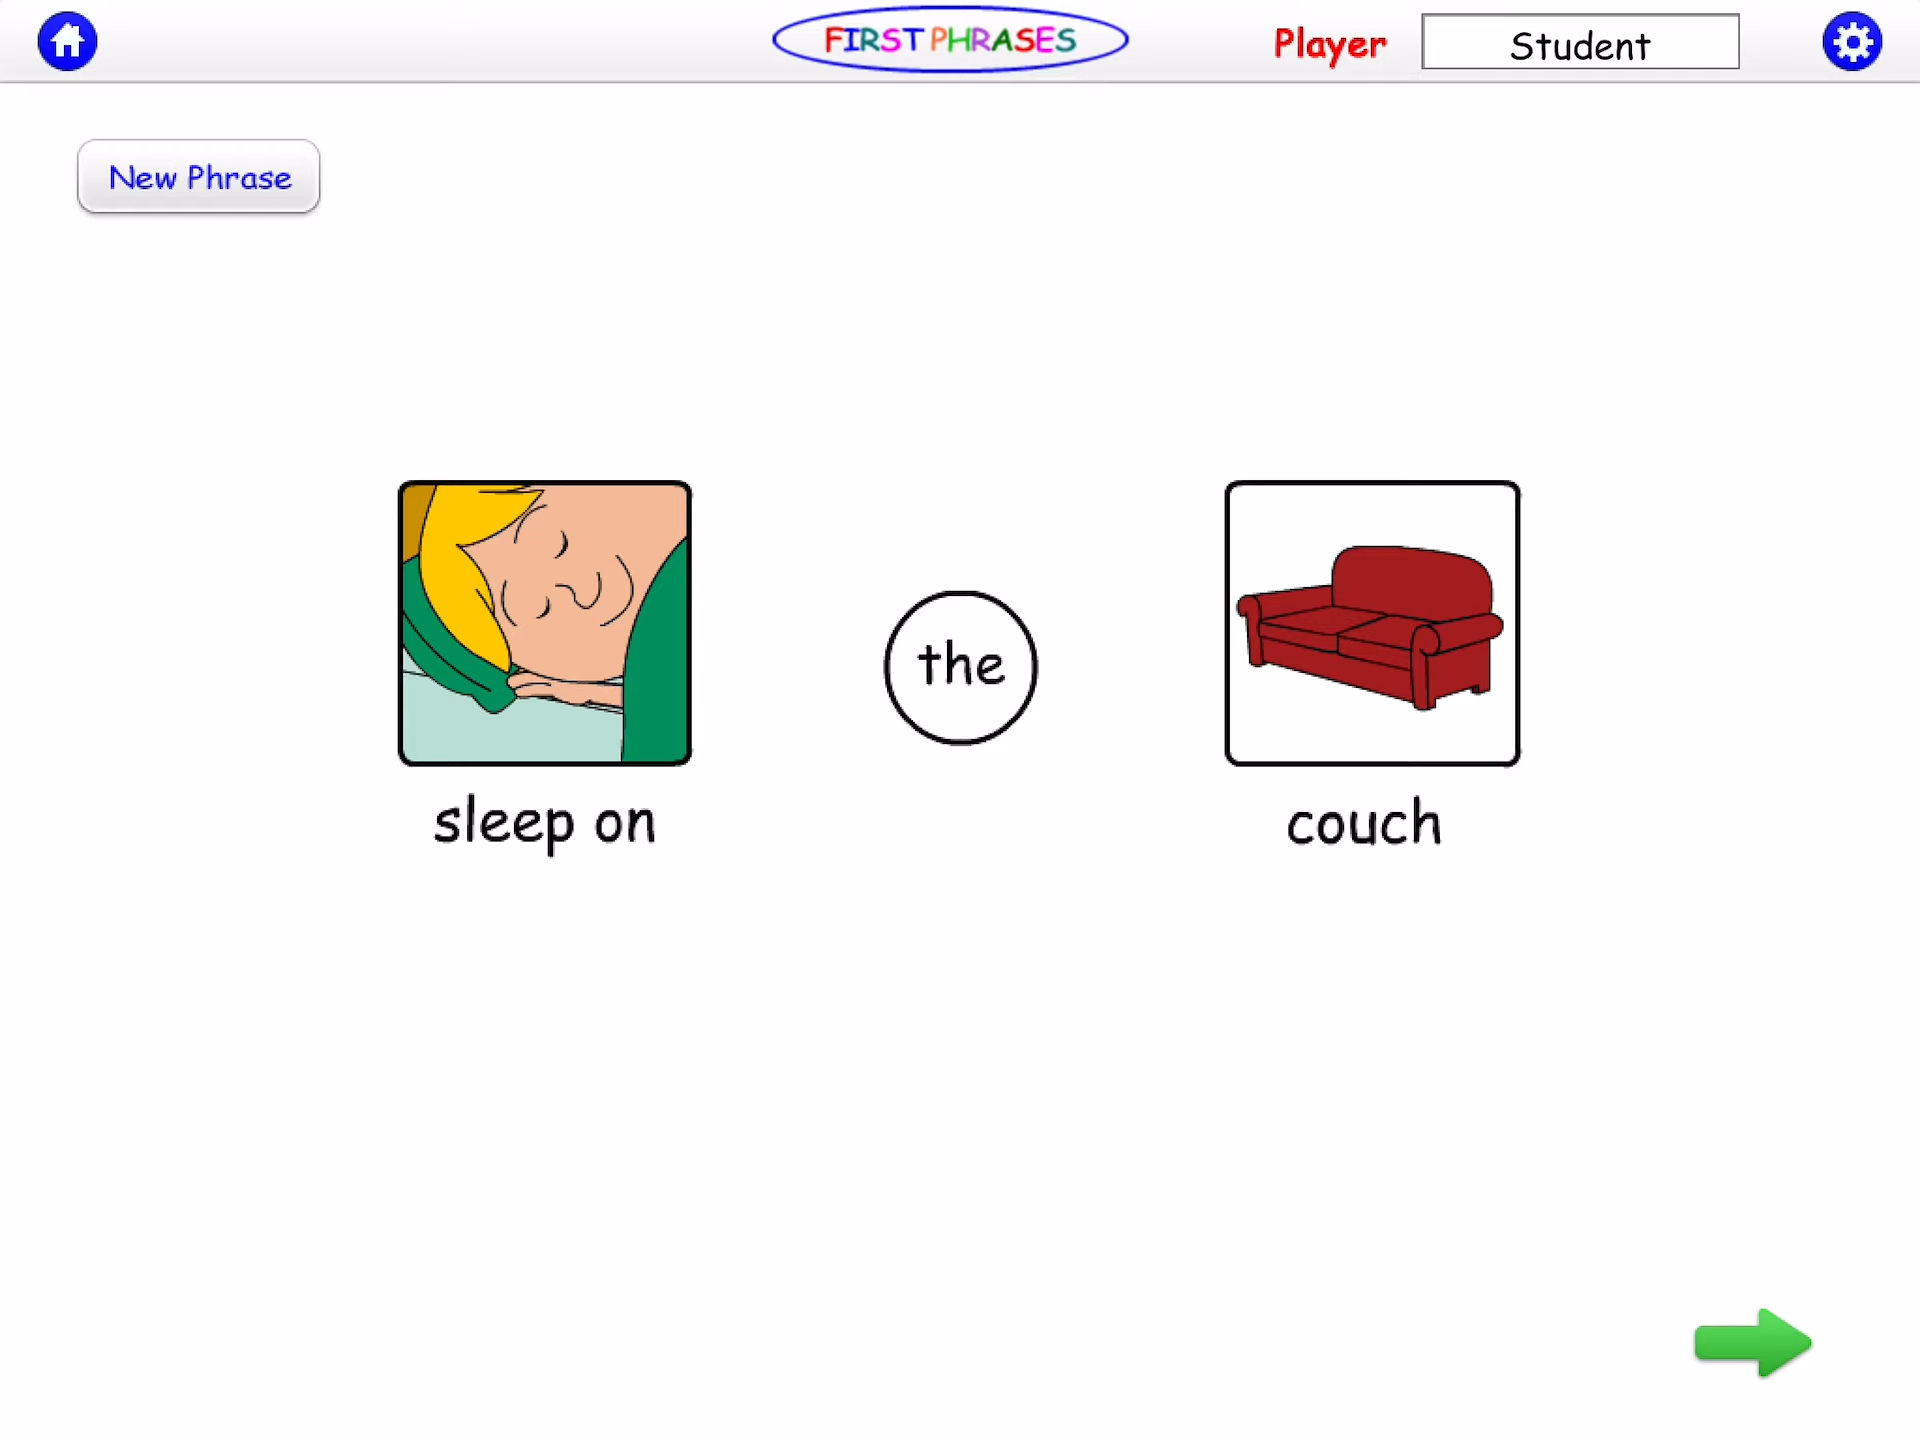 FIRST PHRASES
Player
Student
New Phrase
the
sleep on
couch